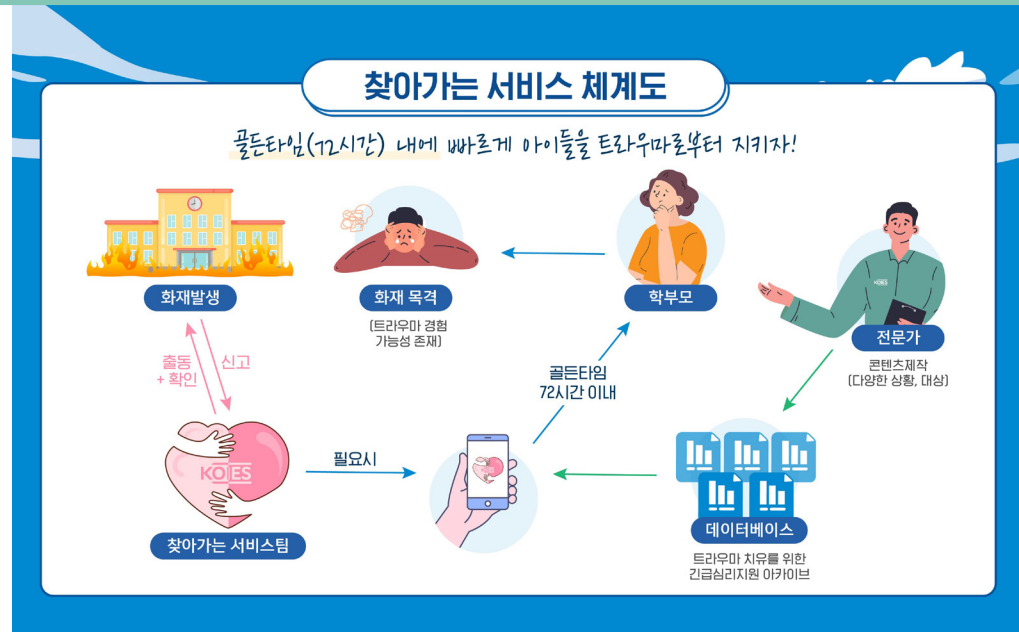 찾아가는 서비스 체계도
골든타임(72시간) 내에 빠르게 아이들을 트라우마로부터 지키자!
화재발생
화재 목격
(트라우마 경험
가능성 존재)
학부모
KOIES
전문가
콘텐츠제작
(다양한 상황, 대상)
출동
+ 확인
신고
골든타임
72시간 이내
KOIES
찾아가는 서비스팀
필요시
데이터베이스
트라우마 치유를 위한
긴급심리지원 아카이브